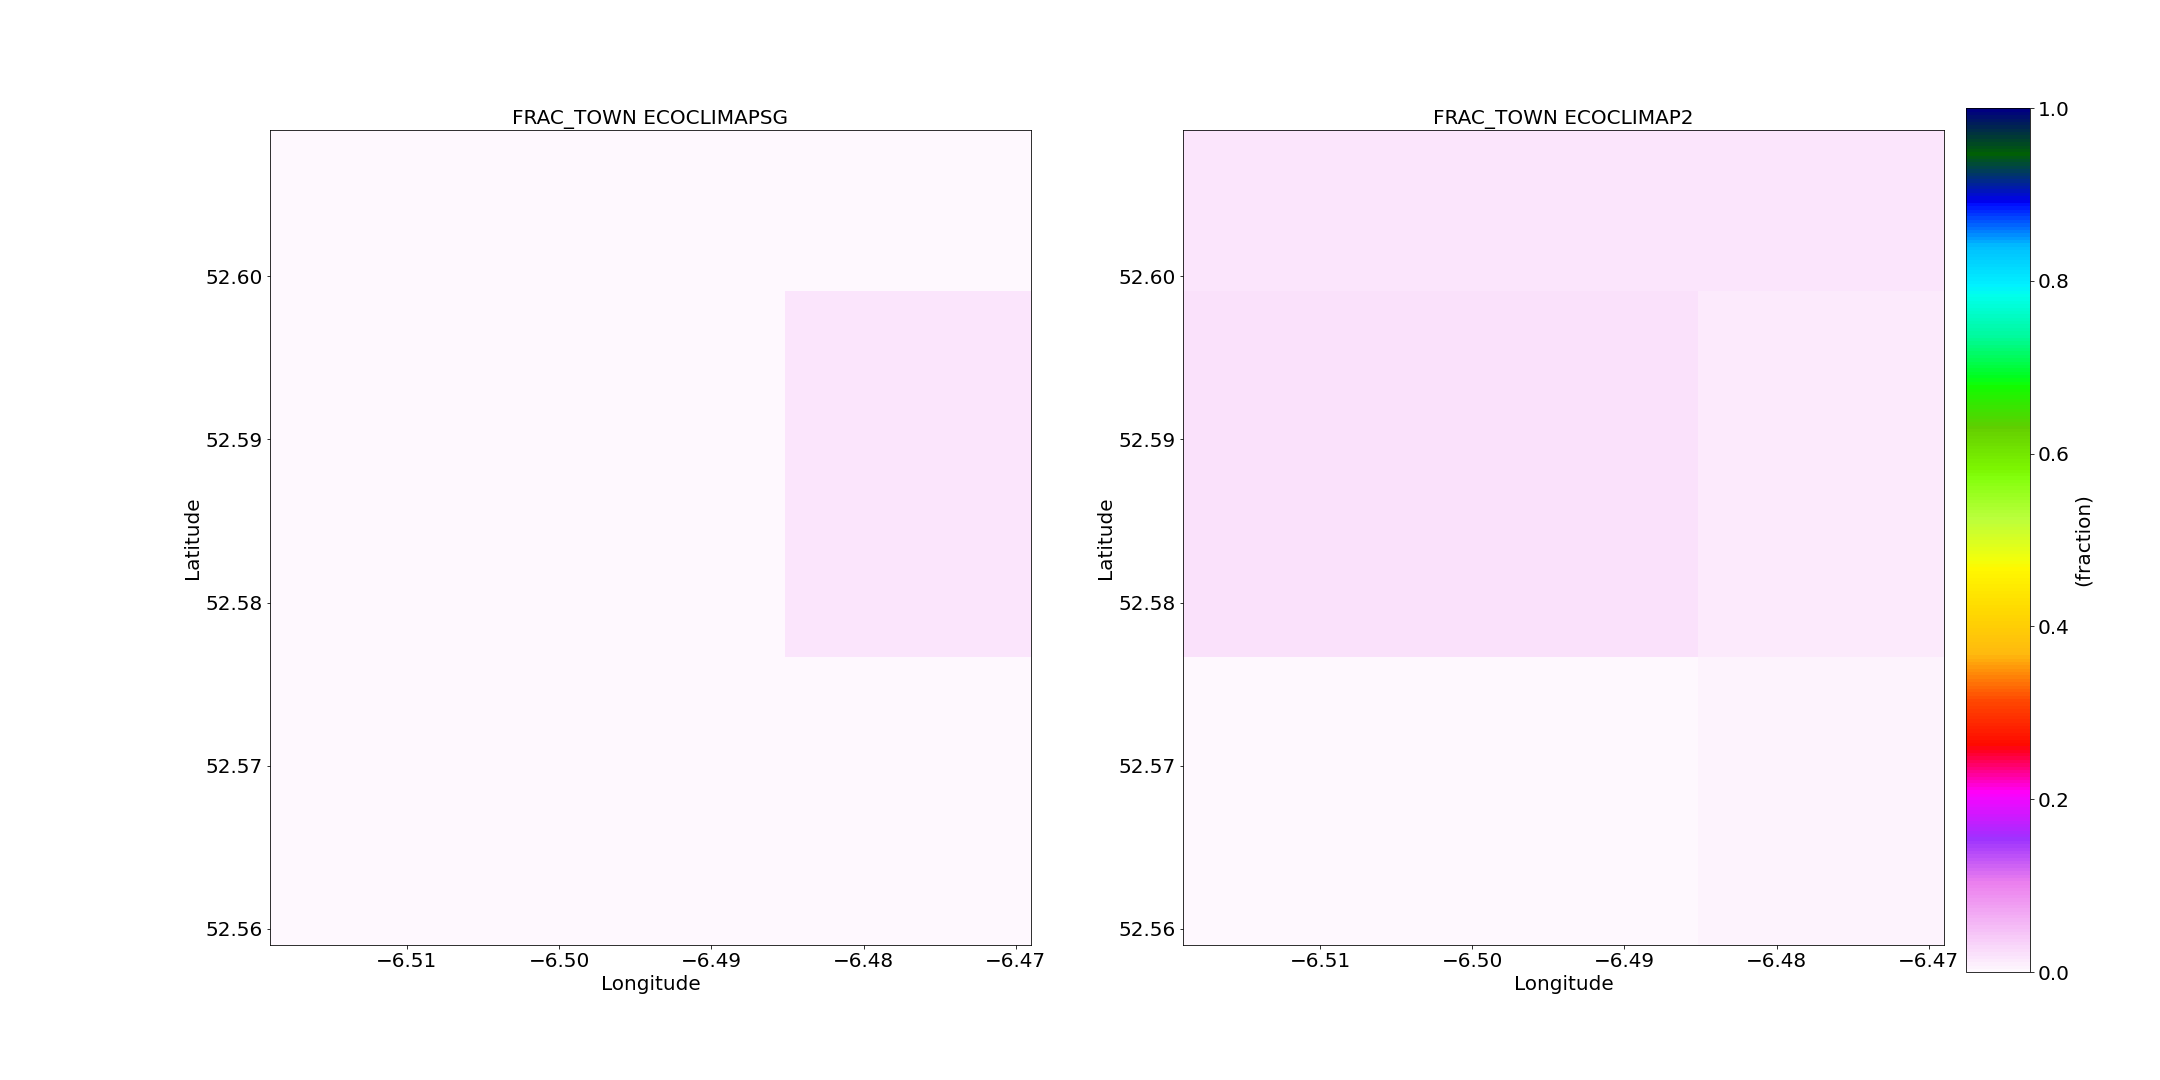 FRAC_TOWN ECOCLIMAPSG
52.60
52.59
52.58
52.57
52.56
Latitude
−6.51 −6.50 −6.49 −6.48 −6.47
Longitude
FRAC_TOWN ECOCLIMAP2
52.60
52.59
52.58
52.57
52.56
Latitude
−6.51 −6.50 −6.49 −6.48 −6.47
Longitude
1.0
0.8
0.6
0.4
0.2
0.0
(fraction)